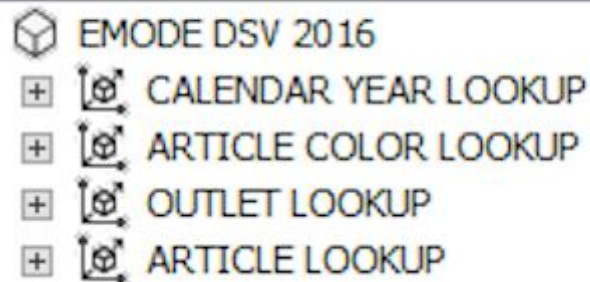 EMODE DSV 2016
CALENDAR YEAR LOOKUP
ARTICLE COLOR LOOKUP
OUTLET LOOKUP
ARTICLE LOOKUP